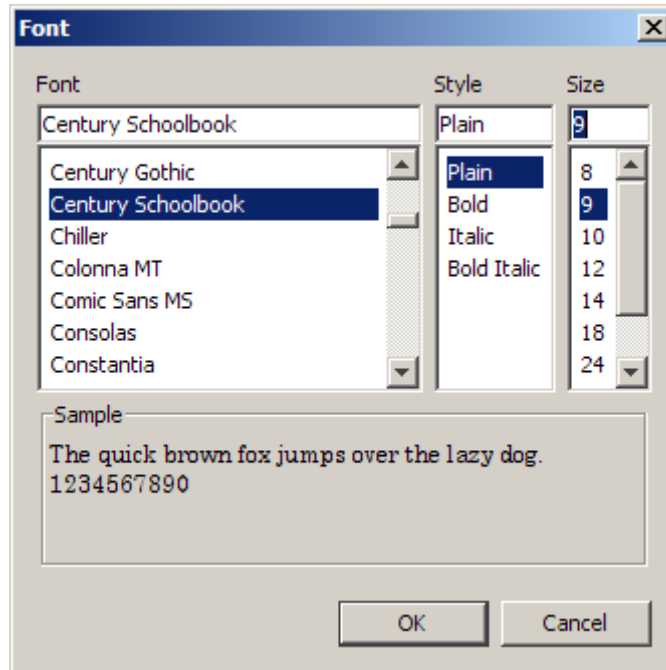 Font
Font
Style
Size
Century Schoolbook
Plain
9
Century Gothic
Century Schoolbook
Chiller
Colonna MT
Comic Sans MS
Consolas
Constantia
Plain
Bold
Italic
Bold Italic
8
9
10
12
14
18
24
Sample
The quick brown fox jumps over the lazy dog.
1234567890
OK
Cancel